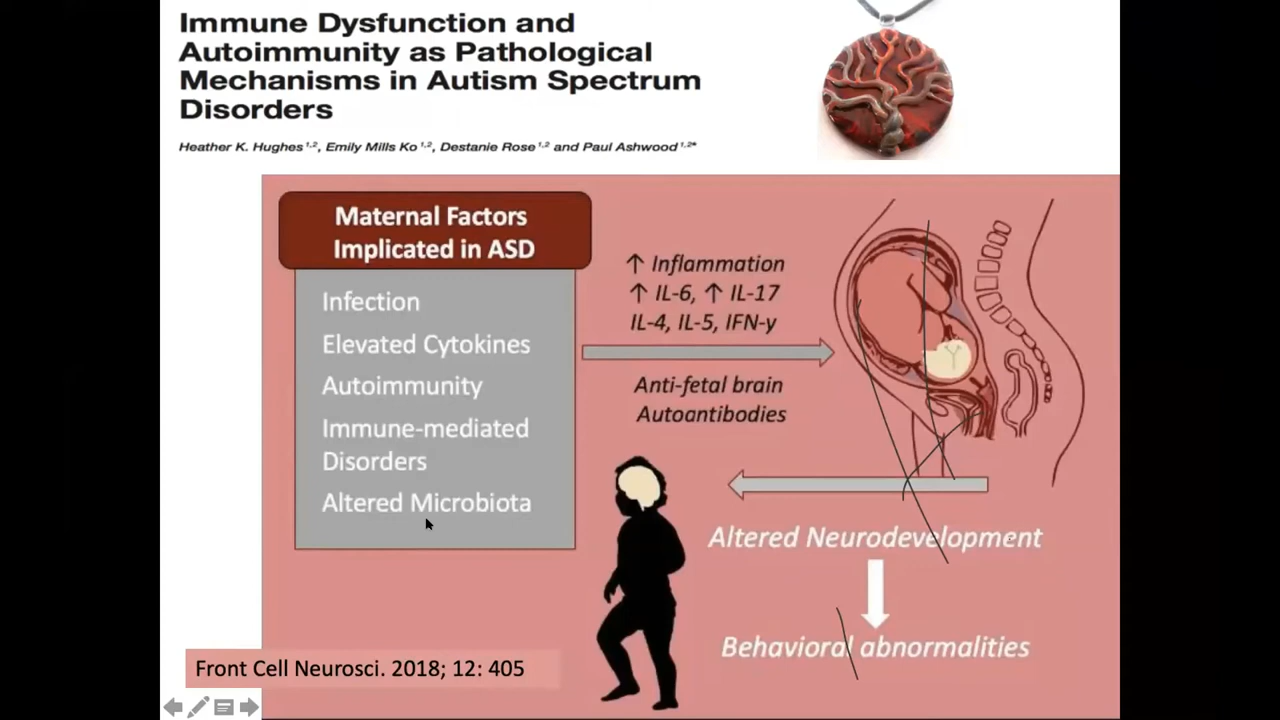 Immune Dysfunction and
Autoimmunity as Pathological
Mechanisms in Autism Spectrum
Disorders
Heather K. Hughes 1,2, Emily Mills Ko 1,2, Destanie Rose 1,2 and Paul Ashwood 1,2*
Maternal Factors
Implicated in ASD
Infection
Elevated Cytokines
Autoimmunity
Immune-mediated
Disorders
Altered Microbiota
↑ Inflammation
↑ IL-6, ↑ IL-17
IL-4, IL-5, IFN-y
Anti-fetal brain
Autoantibodies
Altered Neurodevelopment
Behavioral abnormalities
Front Cell Neurosci. 2018; 12: 405